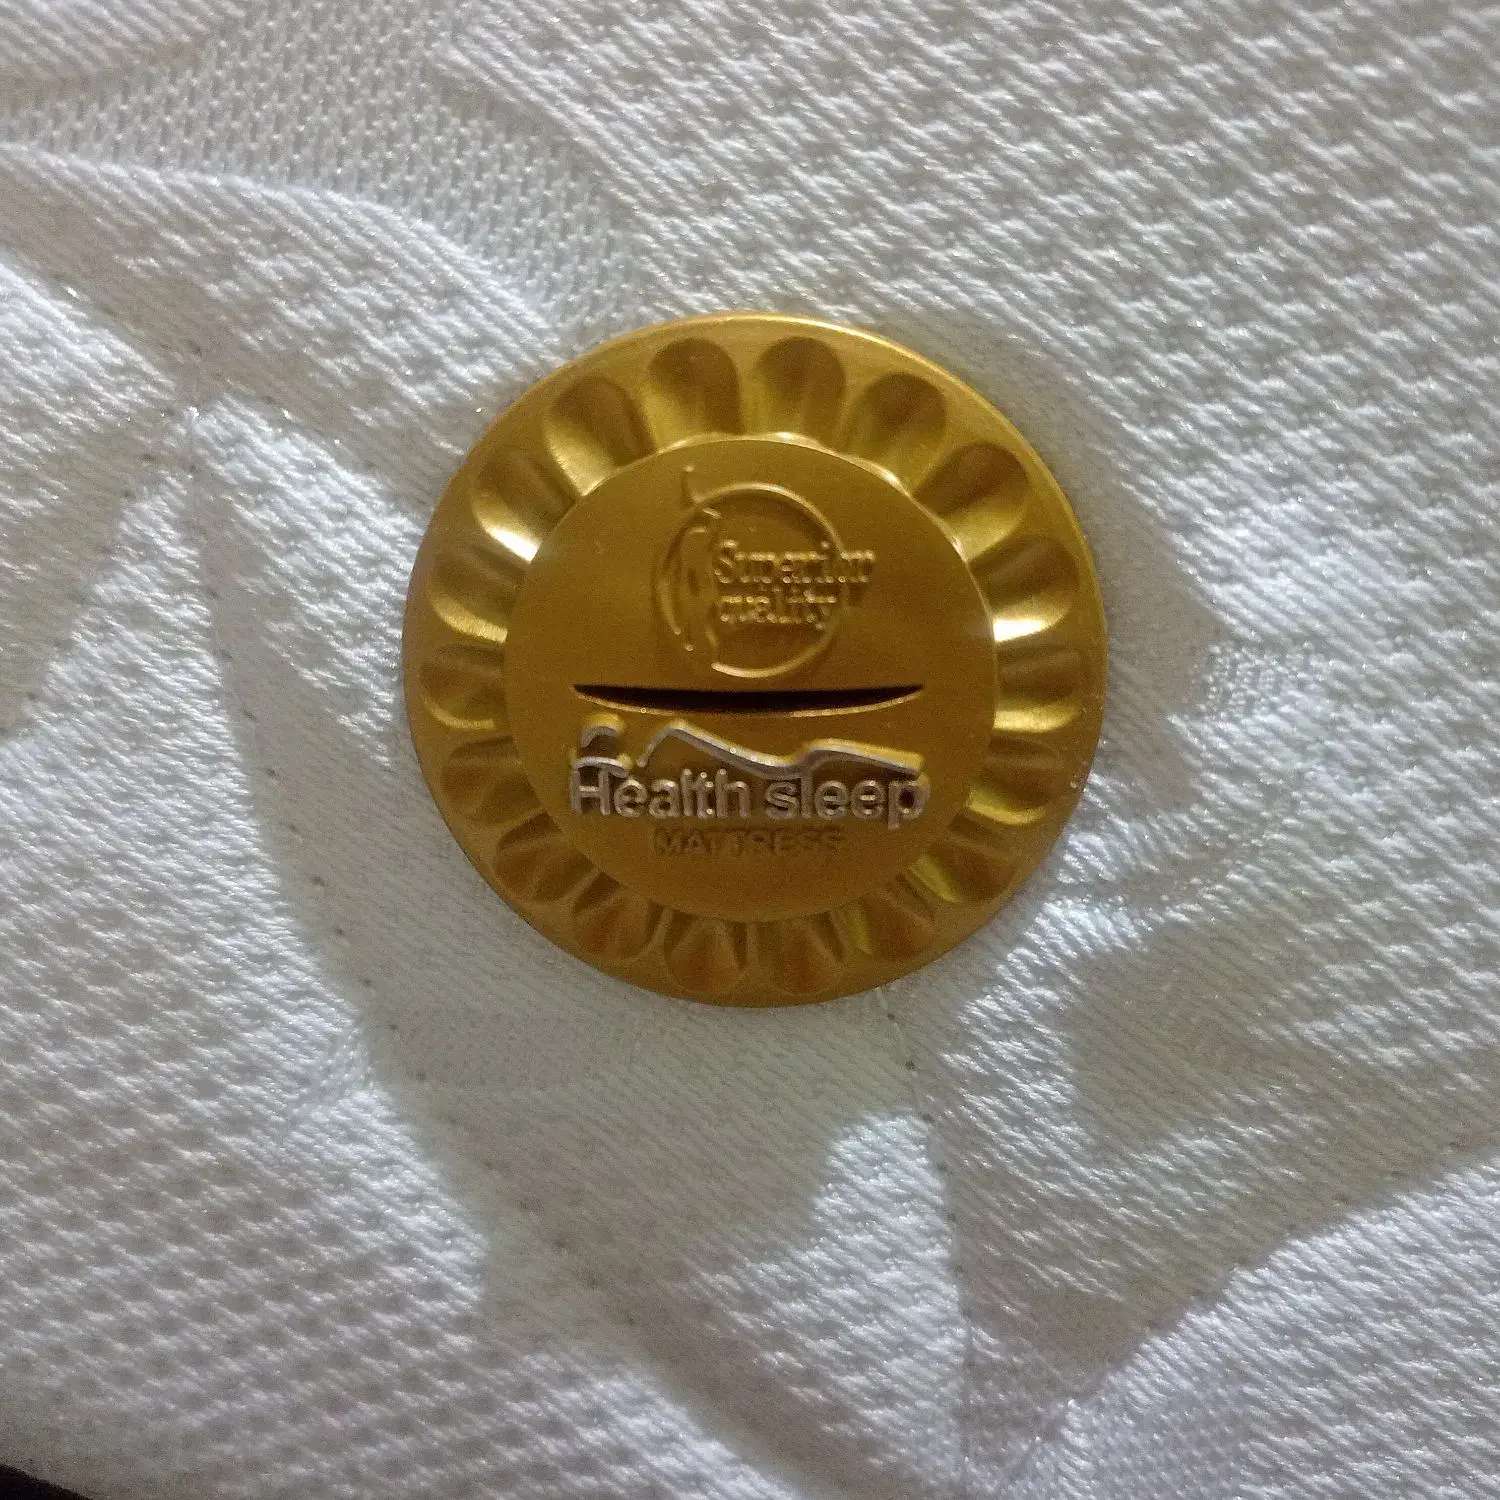 Superior
quality
Health sleep
MATTRESS